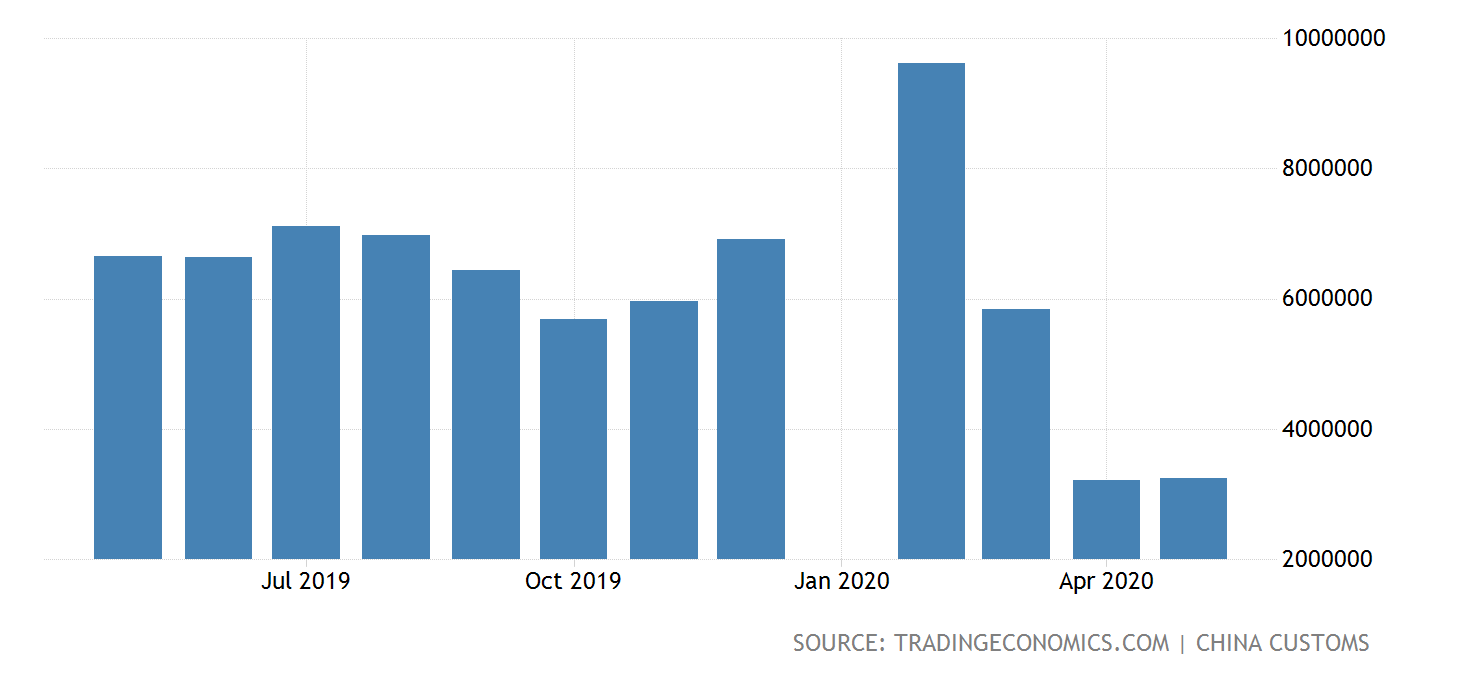 10000000
8000000
6000000
4000000
2000000
Jul 2019 Oct 2019 Jan 2020 Apr 2020
SOURCE: TRADINGECONOMICS.COM | CHINA CUSTOMS